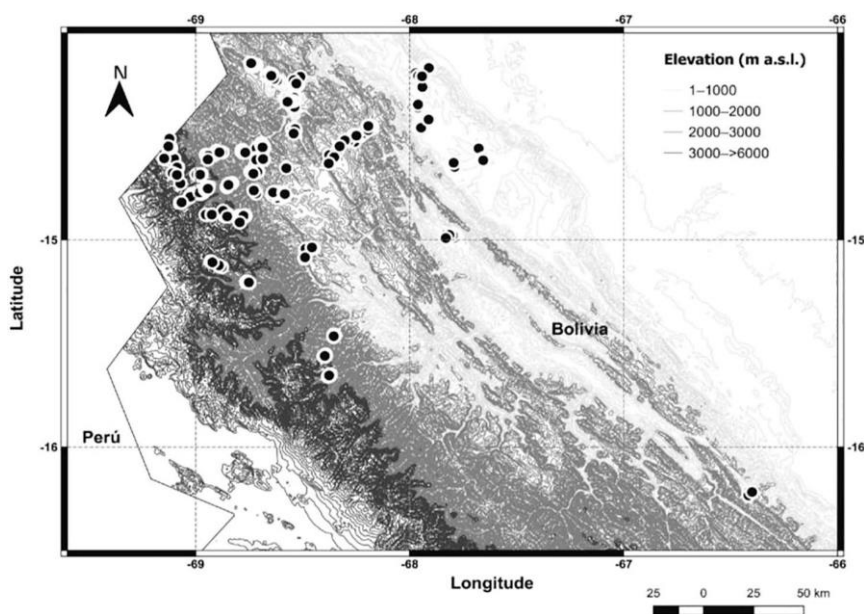 -69 -68 -67 -66
N
Elevation (m a.s.l.)
1–1000
1000–2000
2000–3000
3000–>6000
-15 -15
Latitude
Bolivia
Perú
-16 -16
-69 -68 -67 -66
Longitude
25 0 25 50 km